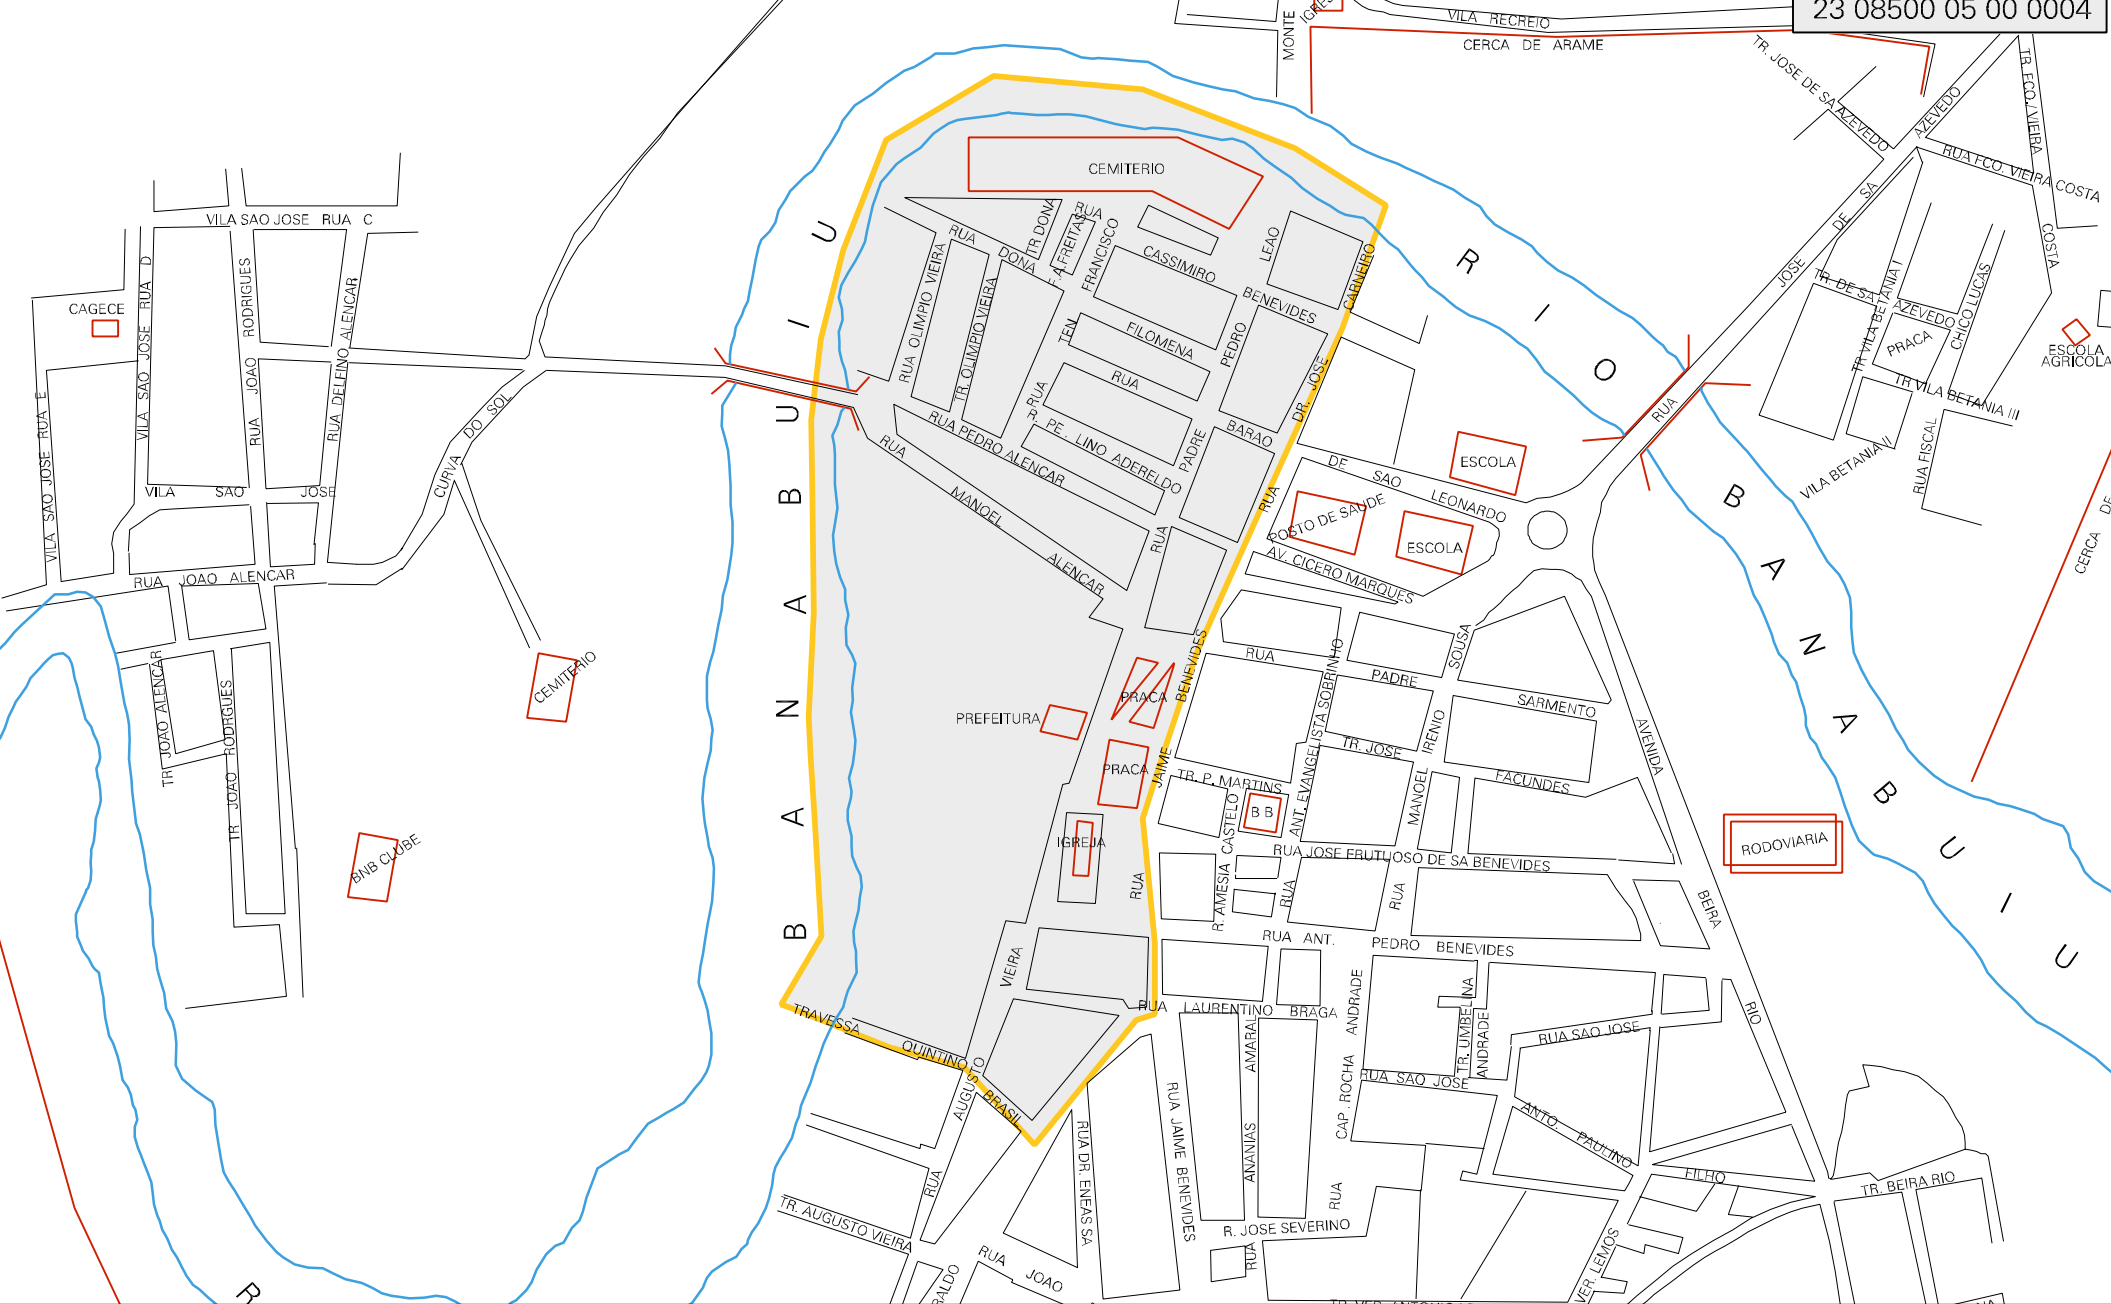 23 08500 05 00 0004
VILA RECREIO
CERCA DE ARAME
MONTE
TR. JOSE DE SA AZEVEDO
AZEVEDO
TR. FCO. VIEIRA
COSTA
RUA FCO. VIEIRA COSTA
CEMITERIO
VILA SAO JOSE RUA C
VILA SAO JOSE RUA D
RUA JOAO RODRIGUES
RUA DELFINO ALENCAR
CAGECE
VILA SAO JOSE RUA E
VILA SAO JOSE
CURVA DO SOL
RUA JOAO ALENCAR
TR JOAO ALENCAR
TR JOAO RODRGUES
CEMITERIO
BNB CLUBE
R
BANABUIU
RIO BANABUIU
RUA DONA
TR DONA
RUA
F.A.FREITAS
FRANCISCO
CASSIMIRO
LEAO
CARNEIRO
BENEVIDES
RUA OLIMPIO VIEIRA
TR. OLIMPIO VIEIRA
TEN
FILOMENA
PEDRO
RUA
RUA
R. PE. LINO ADERELDO
PADRE
BARAO
DR. JOSE
RUA
RUA PEDRO ALENCAR
RUA MANOEL ALENCAR
RUA
DE SAO LEONARDO
ESCOLA
POSTO DE SAUDE
ESCOLA
AV. CICERO MARQUES
RUA JOSE DE SA
TR. DE SA AZEVEDO
TR VILA BETANIA I
CHICO LUCAS
PRACA
TR VILA BETANIA III
VILA BETANIA II
RUA FISCAL
ESCOLA
AGRICOLA
CERCA DE
PREFEITURA
PRACA
PRACA
IGREJA
RUA JAIME BENEVIDES
RUA PADRE SARMENTO
SOUSA
IRENIO
MANOEL
RUA
ANT. EVANGELISTA SOBRINHO
RUA
TR. JOSE FACUNDES
TR. P. MARTINS
B B
R. AMESIA CASTELO
RUA JOSE FRUTUOSO DE SA BENEVIDES
AVENIDA BEIRA RIO
RODOVIARIA
RUA ANT. PEDRO BENEVIDES
VIEIRA
AUGUSTO
RUA
RUA LAURENTINO BRAGA
TRAVESSA QUINTINO BRASIL
ANANIAS AMARAL
RUA
CAP. ROCHA ANDRADE
RUA
TR. UMBELINA
ANDRADE
RUA SAO JOSE
RUA SAO JOSE
ANTO. PAULINO FILHO
RUA DR. ENEAS SA
RUA JAIME BENEVIDES
R. JOSE SEVERINO
TR. AUGUSTO VIEIRA
RUA JOAO
VER. LEMOS
TR. BEIRA RIO